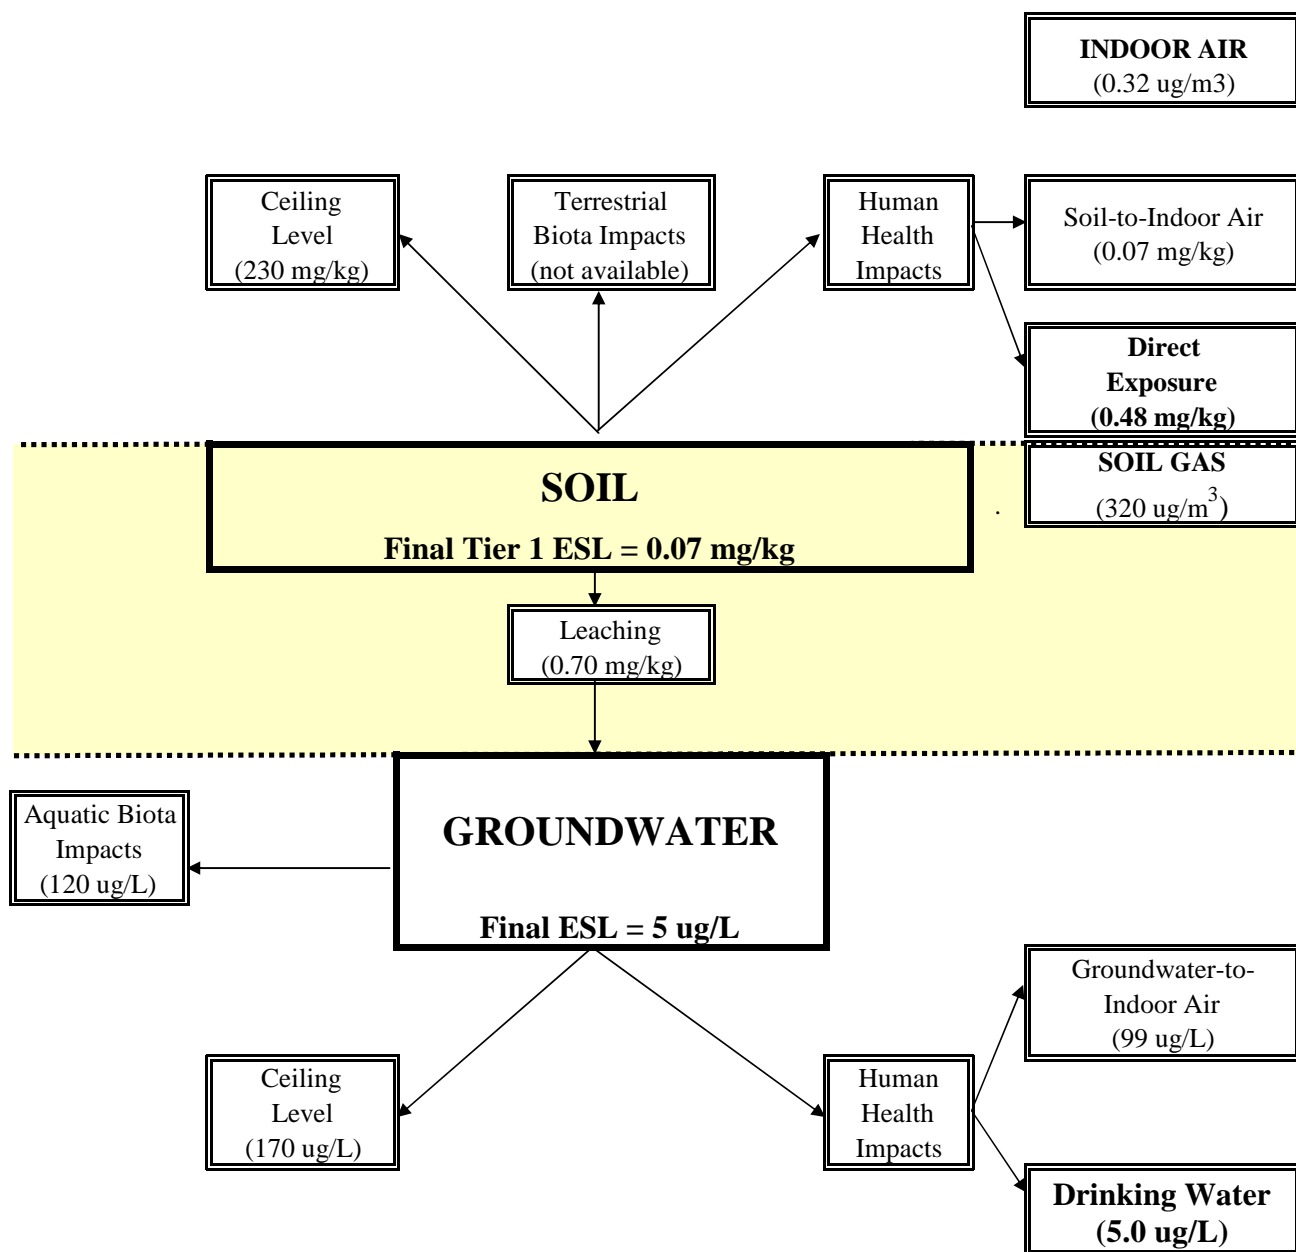 INDOOR AIR
(0.32 ug/m3)
Ceiling
Level
(230 mg/kg)
Terrestrial
Biota Impacts
(not available)
Human
Health
Impacts
Soil-to-Indoor Air
(0.07 mg/kg)
Direct
Exposure
(0.48 mg/kg)
SOIL
Final Tier 1 ESL = 0.07 mg/kg
.
SOIL GAS
(320 ug/m³)
Leaching
(0.70 mg/kg)
Aquatic Biota
Impacts
(120 ug/L)
GROUNDWATER
Final ESL = 5 ug/L
Groundwater-to-
Indoor Air
(99 ug/L)
Ceiling
Level
(170 ug/L)
Human
Health
Impacts
Drinking Water
(5.0 ug/L)